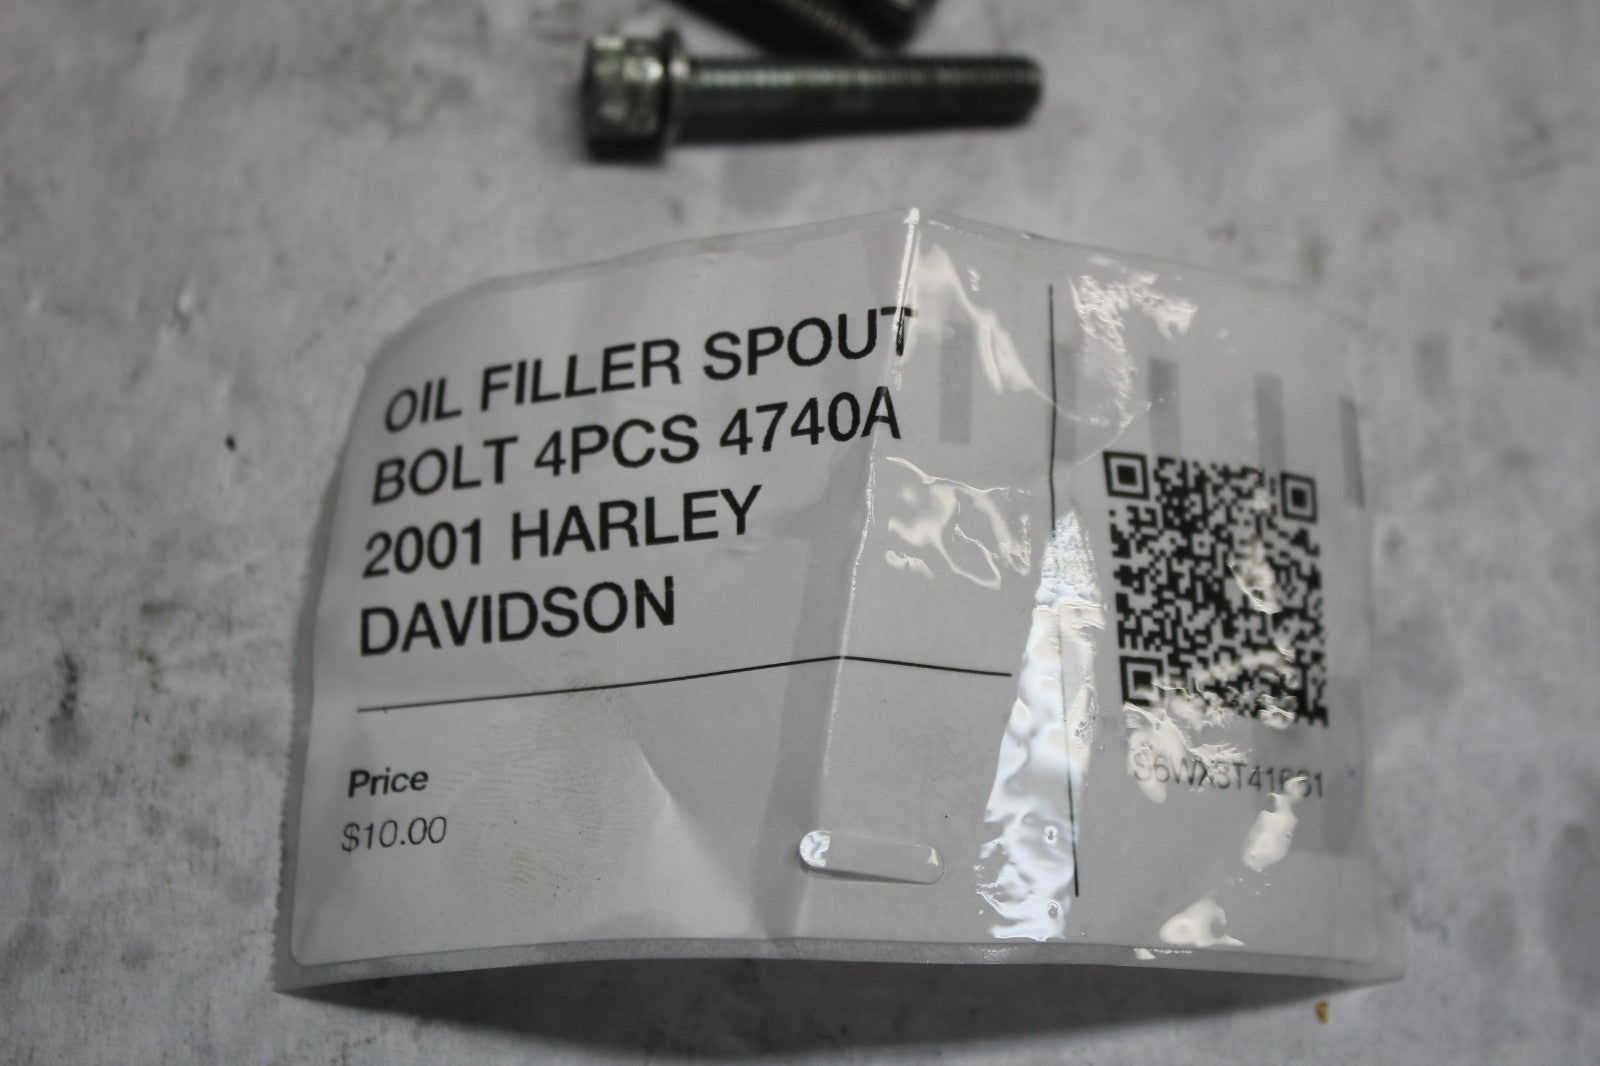 OIL FILLER SPOUT
BOLT 4PCS 4740A
2001 HARLEY
DAVIDSON
Price
$10.00